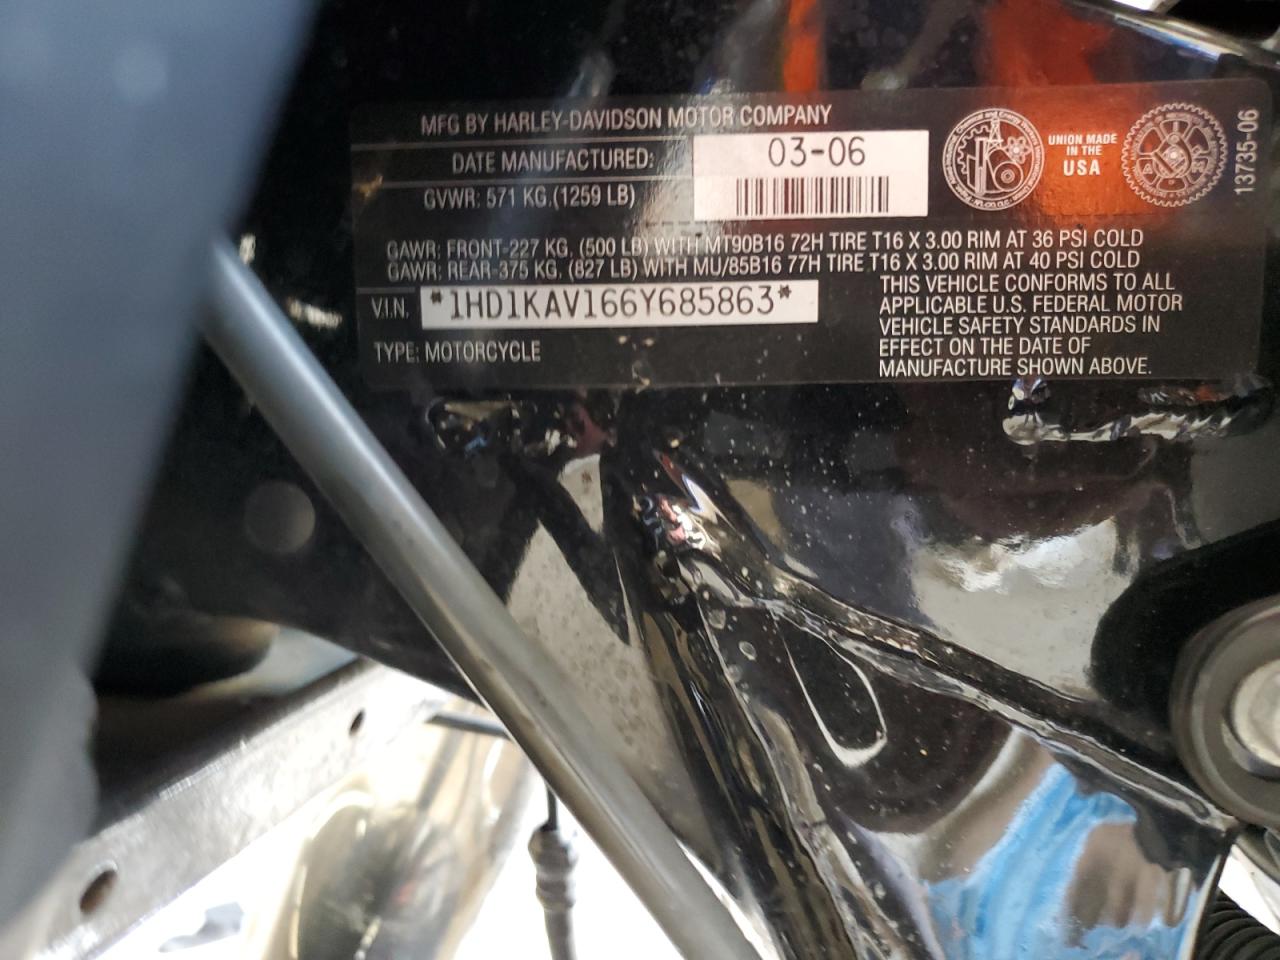 MFG BY HARLEY-DAVIDSON MOTOR COMPANY
DATE MANUFACTURED: 03-06
GVWR: 571 KG.(1259 LB)
UNION MADE
IN THE
USA
13735-06
GAWR: FRONT-227 KG. (500 LB) WITH MT90B16 72H TIRE T16 X 3.00 RIM AT 36 PSI COLD
GAWR: REAR-375 KG. (827 LB) WITH MU/85B16 77H TIRE T16 X 3.00 RIM AT 40 PSI COLD
V.I.N. *1HD1KAV166Y685863*
TYPE: MOTORCYCLE
THIS VEHICLE CONFORMS TO ALL
APPLICABLE U.S. FEDERAL MOTOR
VEHICLE SAFETY STANDARDS IN
EFFECT ON THE DATE OF
MANUFACTURE SHOWN ABOVE.